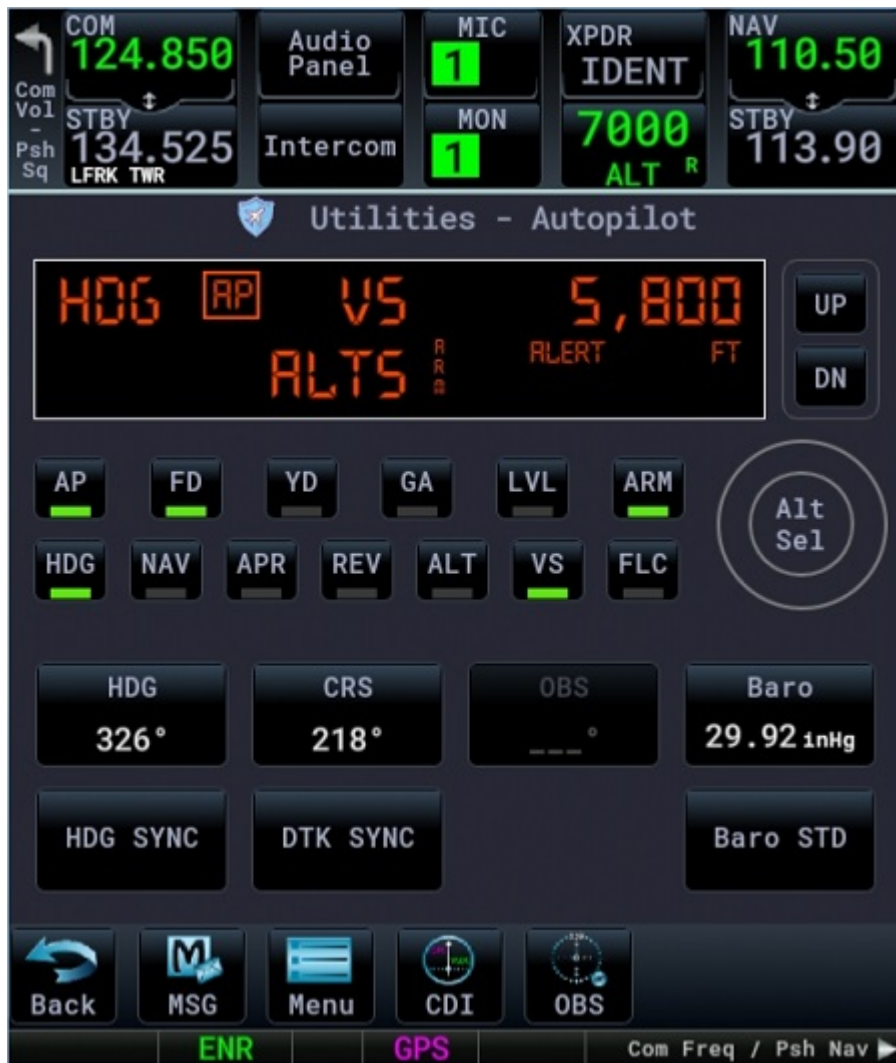 COM
124.850
Audio
Panel
MIC
1
XPDR
IDENT
NAV
110.50
Com
Vol
-
Psh
Sq
STBY
134.525
LFRK TWR
Intercom
MON
1
7000
ALT R
STBY
113.90
Utilities - Autopilot
HDG AP VS 5,800
ALTS ARM ALERT FT
UP
DN
AP FD YD GA LVL ARM
Alt
Sel
HDG NAV APR REV ALT VS FLC
HDG
326°
CRS
218°
OBS
___°
Baro
29.92 inHg
HDG SYNC
DTK SYNC
Baro STD
Back
MSG
Menu
CDI
OBS
ENR GPS Com Freq / Psh Nav